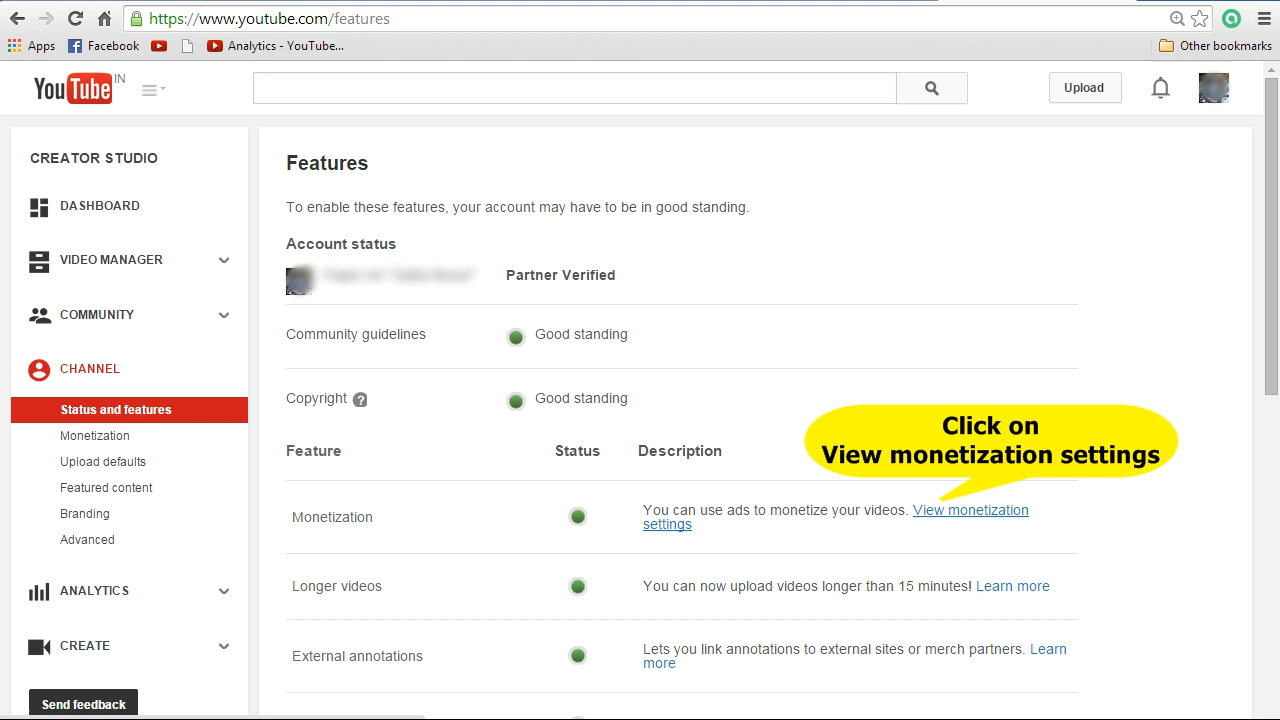 https://www.youtube.com/features
Apps Facebook Analytics - YouTube... Other bookmarks
YouTube IN
Upload
CREATOR STUDIO
DASHBOARD
VIDEO MANAGER
COMMUNITY
CHANNEL
Status and features
Monetization
Upload defaults
Featured content
Branding
Advanced
ANALYTICS
CREATE
Send feedback
Features
To enable these features, your account may have to be in good standing.
Account status
Partner Verified
Community guidelines Good standing
Copyright ? Good standing
Click on
View monetization settings
Feature Status Description
Monetization You can use ads to monetize your videos. View monetization
settings
Longer videos You can now upload videos longer than 15 minutes! Learn more
External annotations Lets you link annotations to external sites or merch partners. Learn
more